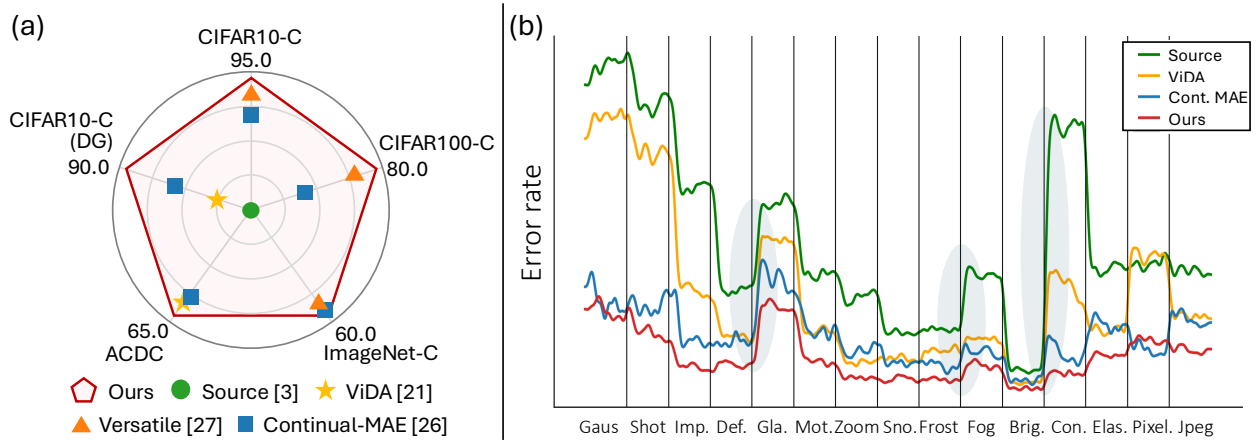 (a)
CIFAR10-C
95.0
CIFAR10-C
(DG)
90.0
CIFAR100-C
80.0
65.0
ACDC
60.0
ImageNet-C
Ours
Source [3]
ViDA [21]
Versatile [27]
Continual-MAE [26]
(b)
Error rate
Source
ViDA
Cont. MAE
Ours
Gaus Shot Imp. Def. Gla. Mot. Zoom Sno. Frost Fog Brig. Con. Elas. Pixel. Jpeg